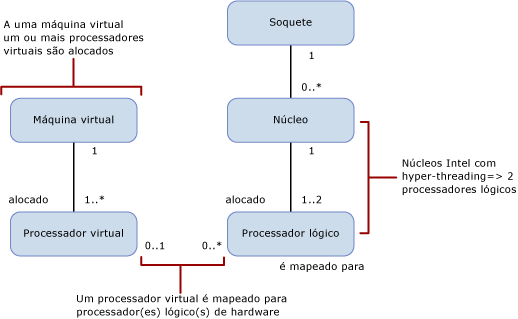 A uma máquina virtual
um ou mais processadores
virtuais são alocados
Soquete
1
0..*
Máquina virtual
Núcleo
1
1
Núcleos Intel com
hyper-threading=> 2
processadores lógicos
alocado
1..*
alocado
1..2
Processador virtual
Processador lógico
0..1
0..*
é mapeado para
Um processador virtual é mapeado para
processador(es) lógico(s) de hardware